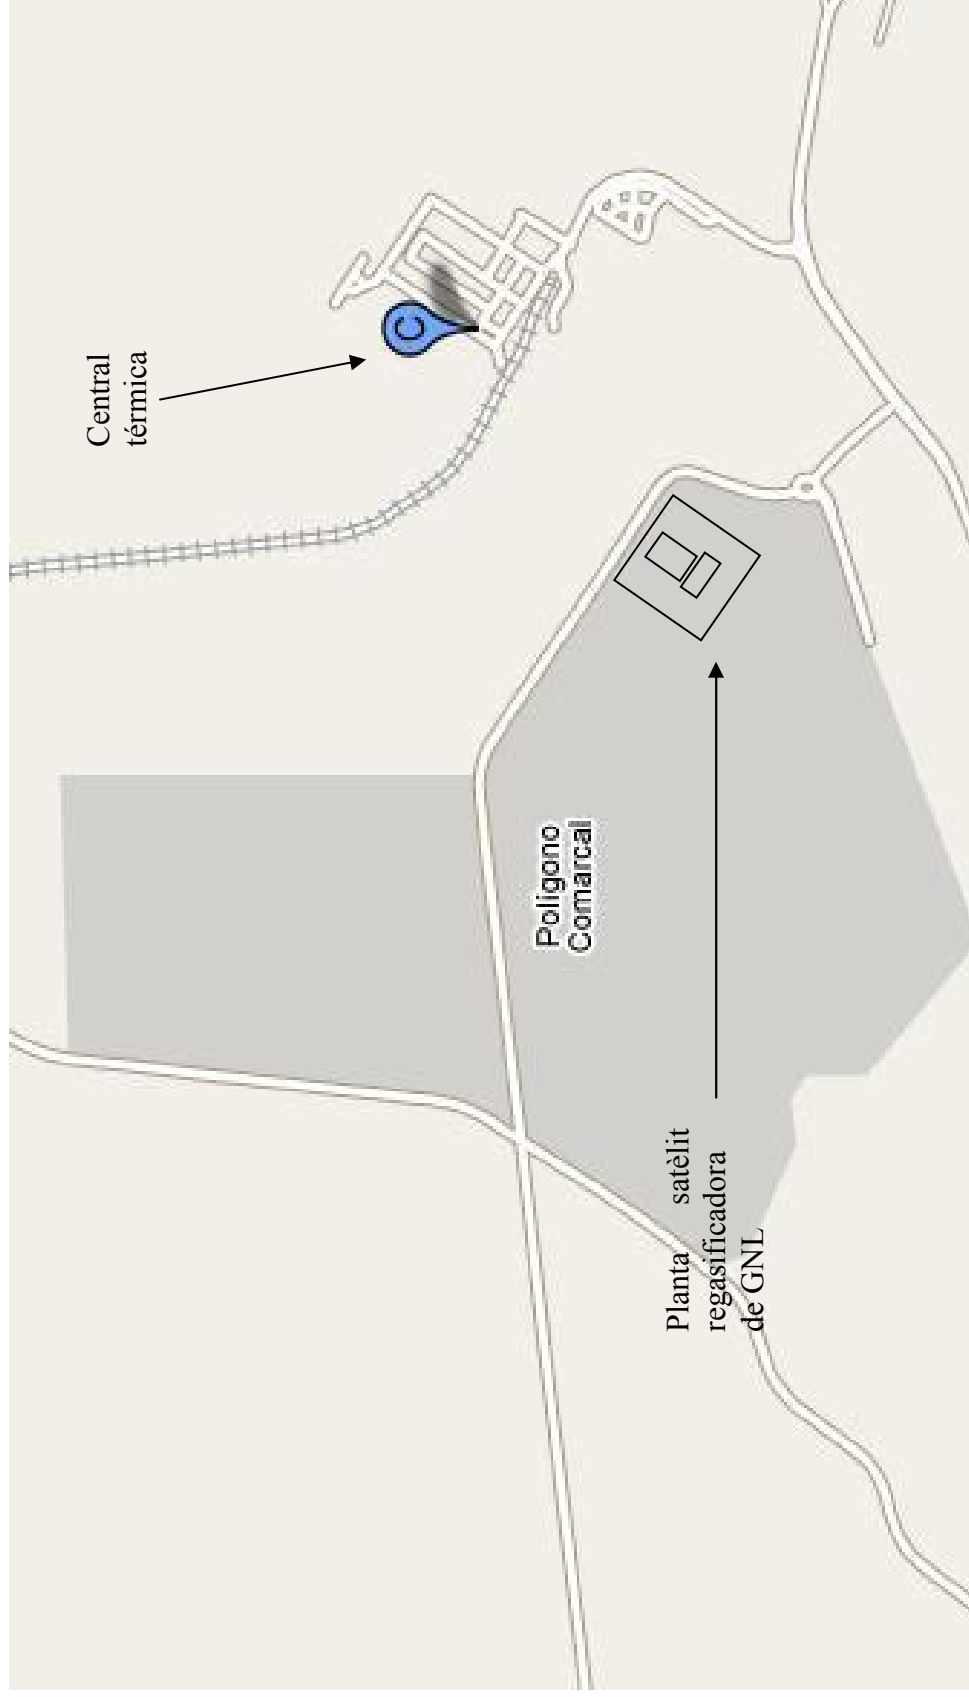 Central
térmica
C
Polígono
Comarcal
Planta satèlit
regasificadora
de GNL